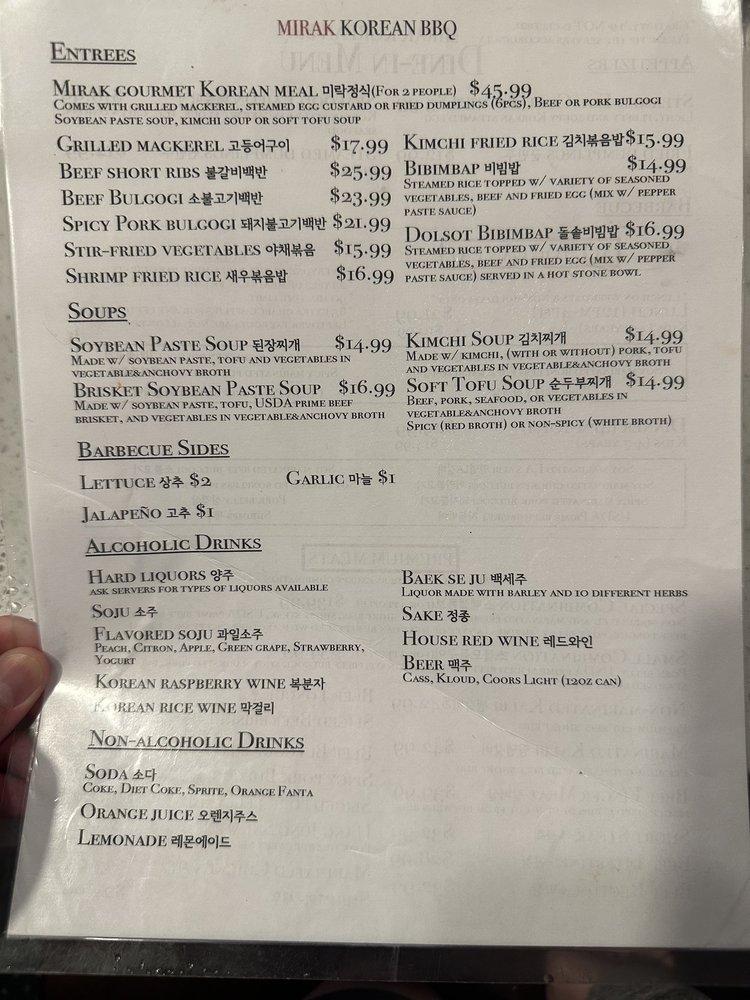 MIRAK KOREAN BBQ
ENTREES
MIRAK GOURMET KOREAN MEAL 미락정식(FOR 2 PEOPLE) $45.99
COMES WITH GRILLED MACKEREL, STEAMED EGG CUSTARD OR FRIED DUMPLINGS (6PCS), BEEF OR PORK BULGOGI
SOYBEAN PASTE SOUP, KIMCHI SOUP OR SOFT TOFU SOUP
GRILLED MACKEREL 고등어구이 $17.99
BEEF SHORT RIBS 불갈비백반 $25.99
BEEF BULGOGI 소불고기백반 $23.99
SPICY PORK BULGOGI 돼지불고기백반 $21.99
STIR-FRIED VEGETABLES 야채볶음 $15.99
SHRIMP FRIED RICE 새우볶음밥 $16.99
KIMCHI FRIED RICE 김치볶음밥 $15.99
BIBIMBAP 비빔밥 $14.99
STEAMED RICE TOPPED W/ VARIETY OF SEASONED
VEGETABLES, BEEF AND FRIED EGG (MIX W/ PEPPER
PASTE SAUCE)
DOLSOT BIBIMBAP 돌솥비빔밥 $16.99
STEAMED RICE TOPPED W/ VARIETY OF SEASONED
VEGETABLES, BEEF AND FRIED EGG (MIX W/ PEPPER
PASTE SAUCE) SERVED IN A HOT STONE BOWL
SOUPS
SOYBEAN PASTE SOUP 된장찌개 $14.99
MADE W/ SOYBEAN PASTE, TOFU AND VEGETABLES IN
VEGETABLE&ANCHOVY BROTH
BRISKET SOYBEAN PASTE SOUP $16.99
MADE W/ SOYBEAN PASTE, TOFU, USDA PRIME BEEF
BRISKET, AND VEGETABLES IN VEGETABLE&ANCHOVY BROTH
KIMCHI SOUP 김치찌개 $14.99
MADE W/ KIMCHI, (WITH OR WITHOUT) PORK, TOFU
AND VEGETABLES IN VEGETABLE&ANCHOVY BROTH
SOFT TOFU SOUP 순두부찌개 $14.99
BEEF, PORK, SEAFOOD, OR VEGETABLES IN
VEGETABLE&ANCHOVY BROTH
SPICY (RED BROTH) OR NON-SPICY (WHITE BROTH)
BARBECUE SIDES
LETTUCE 상추 $2
GARLIC 마늘 $1
JALAPEÑO 고추 $1
ALCOHOLIC DRINKS
HARD LIQUORS 양주
ASK SERVERS FOR TYPES OF LIQUORS AVAILABLE
SOJU 소주
FLAVORED SOJU 과일소주
PEACH, CITRON, APPLE, GREEN GRAPE, STRAWBERRY,
YOGURT
KOREAN RASPBERRY WINE 복분자
KOREAN RICE WINE 막걸리
BAEK SE JU 백세주
LIQUOR MADE WITH BARLEY AND 10 DIFFERENT HERBS
SAKE 정종
HOUSE RED WINE 레드와인
BEER 맥주
CASS, KLOUD, COORS LIGHT (12OZ CAN)
NON-ALCOHOLIC DRINKS
SODA 소다
COKE, DIET COKE, SPRITE, ORANGE FANTA
ORANGE JUICE 오렌지주스
LEMONADE 레몬에이드